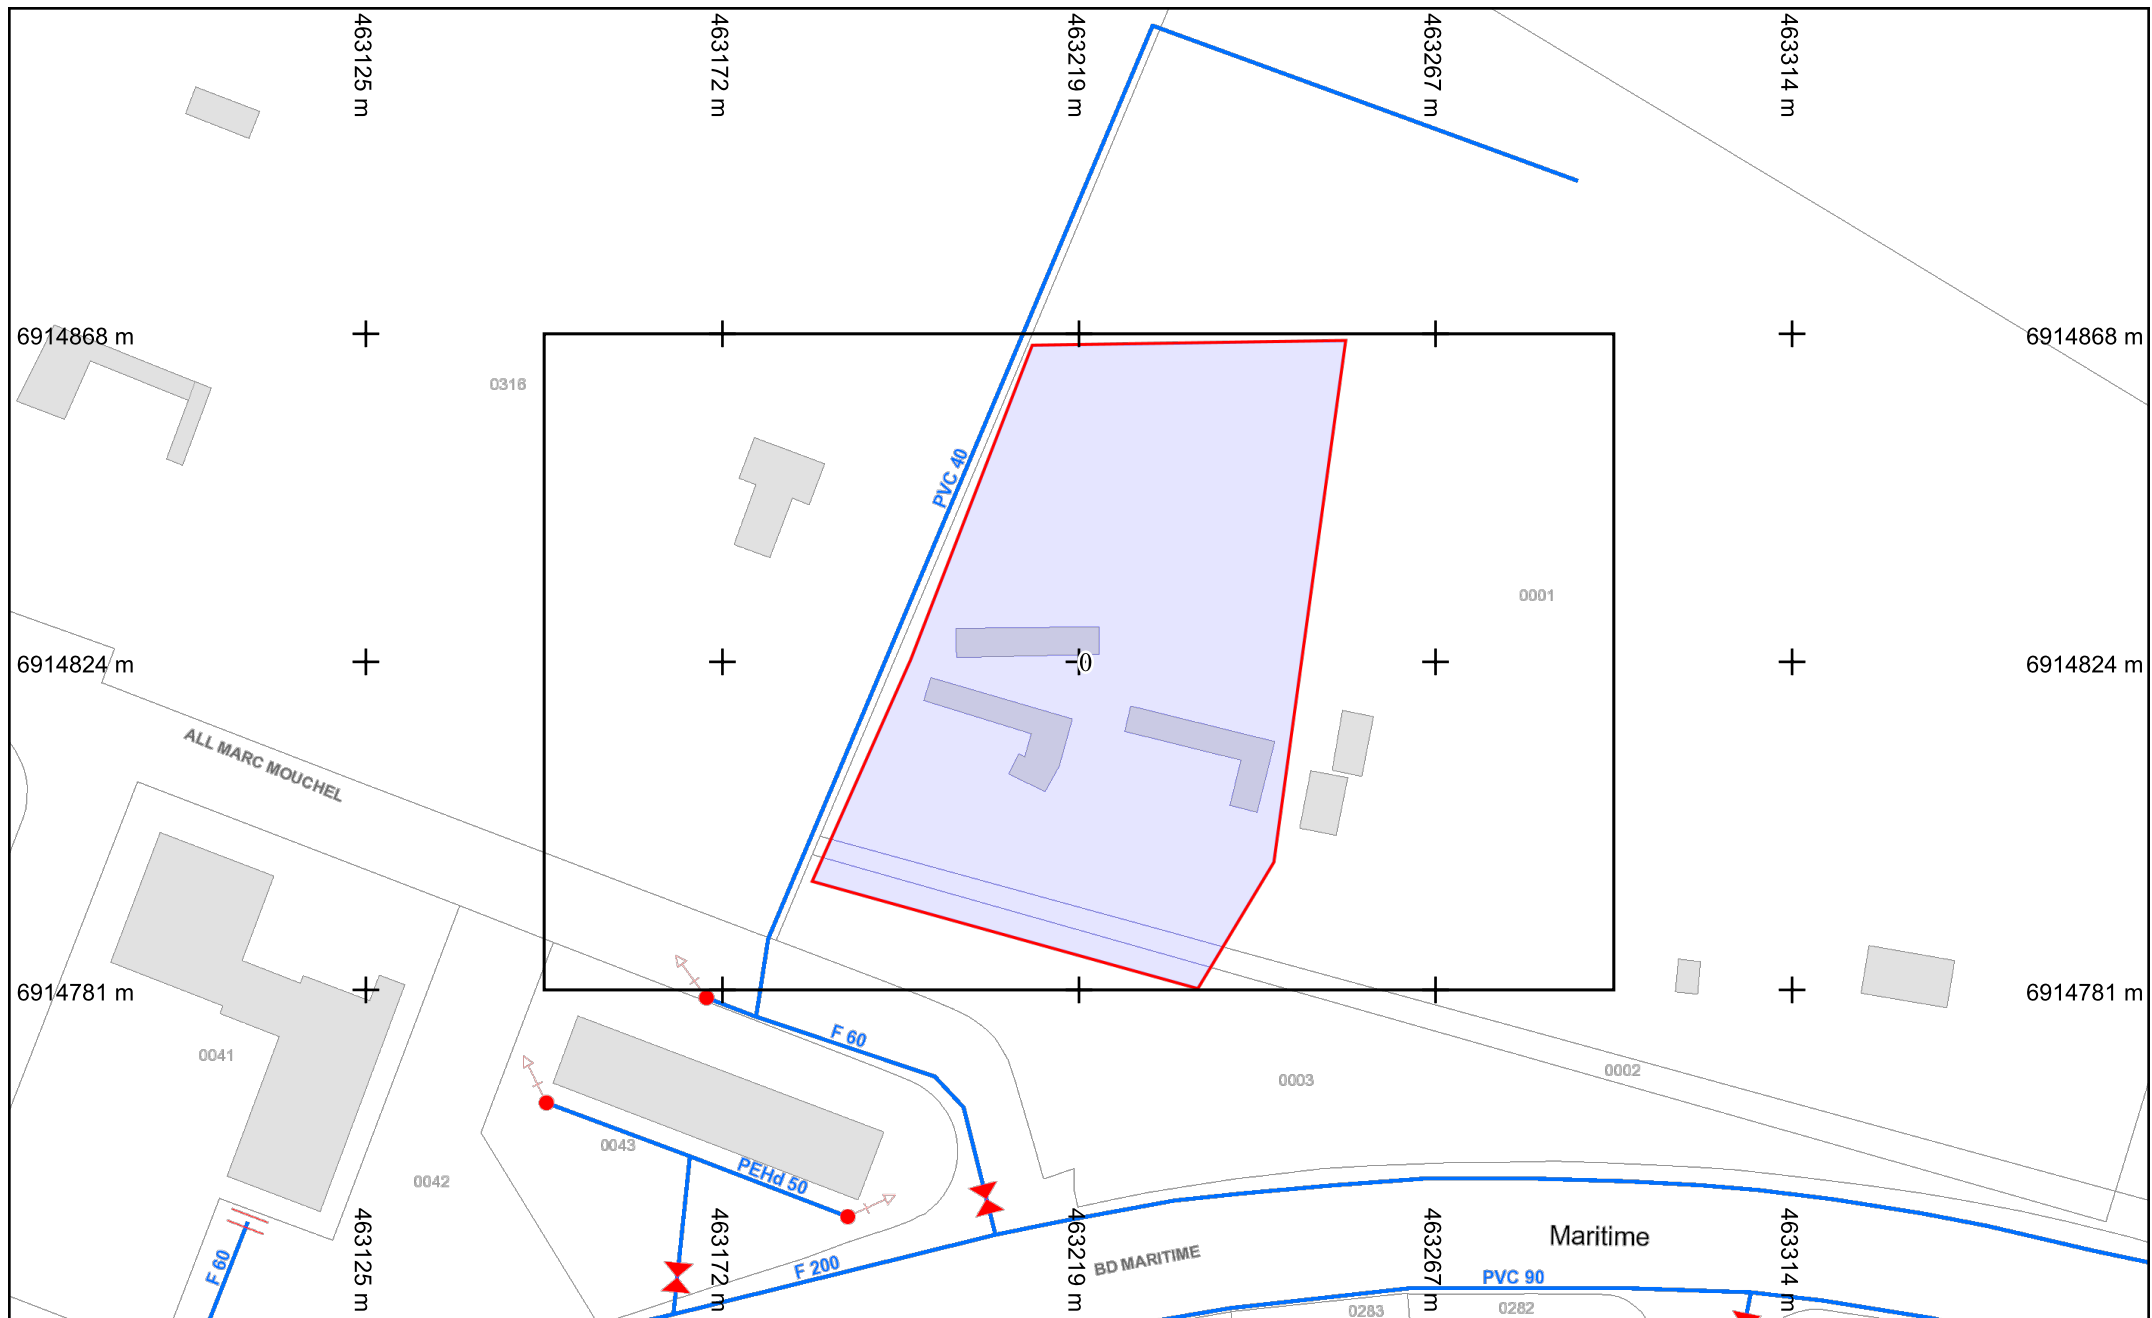 463125 m
463172 m
463219 m
463267 m
463314 m
6914868 m
6914868 m
0316
PVC 40
0001
6914824 m
0
6914824 m
ALL MARC MOUCHEL
6914781 m
6914781 m
F 60
0041
0003
0002
0043
PEHd 50
0042
463125 m
463172 m
463219 m
463267 m
463314 m
F 60
F 200
BD MARITIME
Maritime
PVC 90
0283
0282